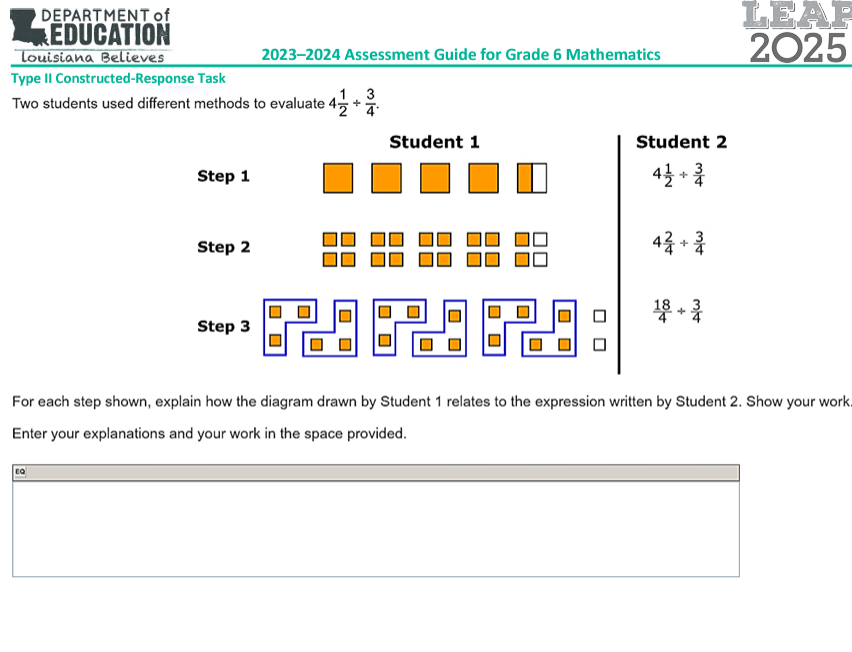 DEPARTMENT of
EDUCATION
Louisiana Believes
LEAP
2025
2023–2024 Assessment Guide for Grade 6 Mathematics
Type II Constructed-Response Task
Two students used different methods to evaluate 4 1/2 ÷ 3/4.
Student 1
Student 2
Step 1
4 1/2 ÷ 3/4
Step 2
4 2/4 ÷ 3/4
Step 3
18/4 ÷ 3/4
For each step shown, explain how the diagram drawn by Student 1 relates to the expression written by Student 2. Show your work.
Enter your explanations and your work in the space provided.
EQ